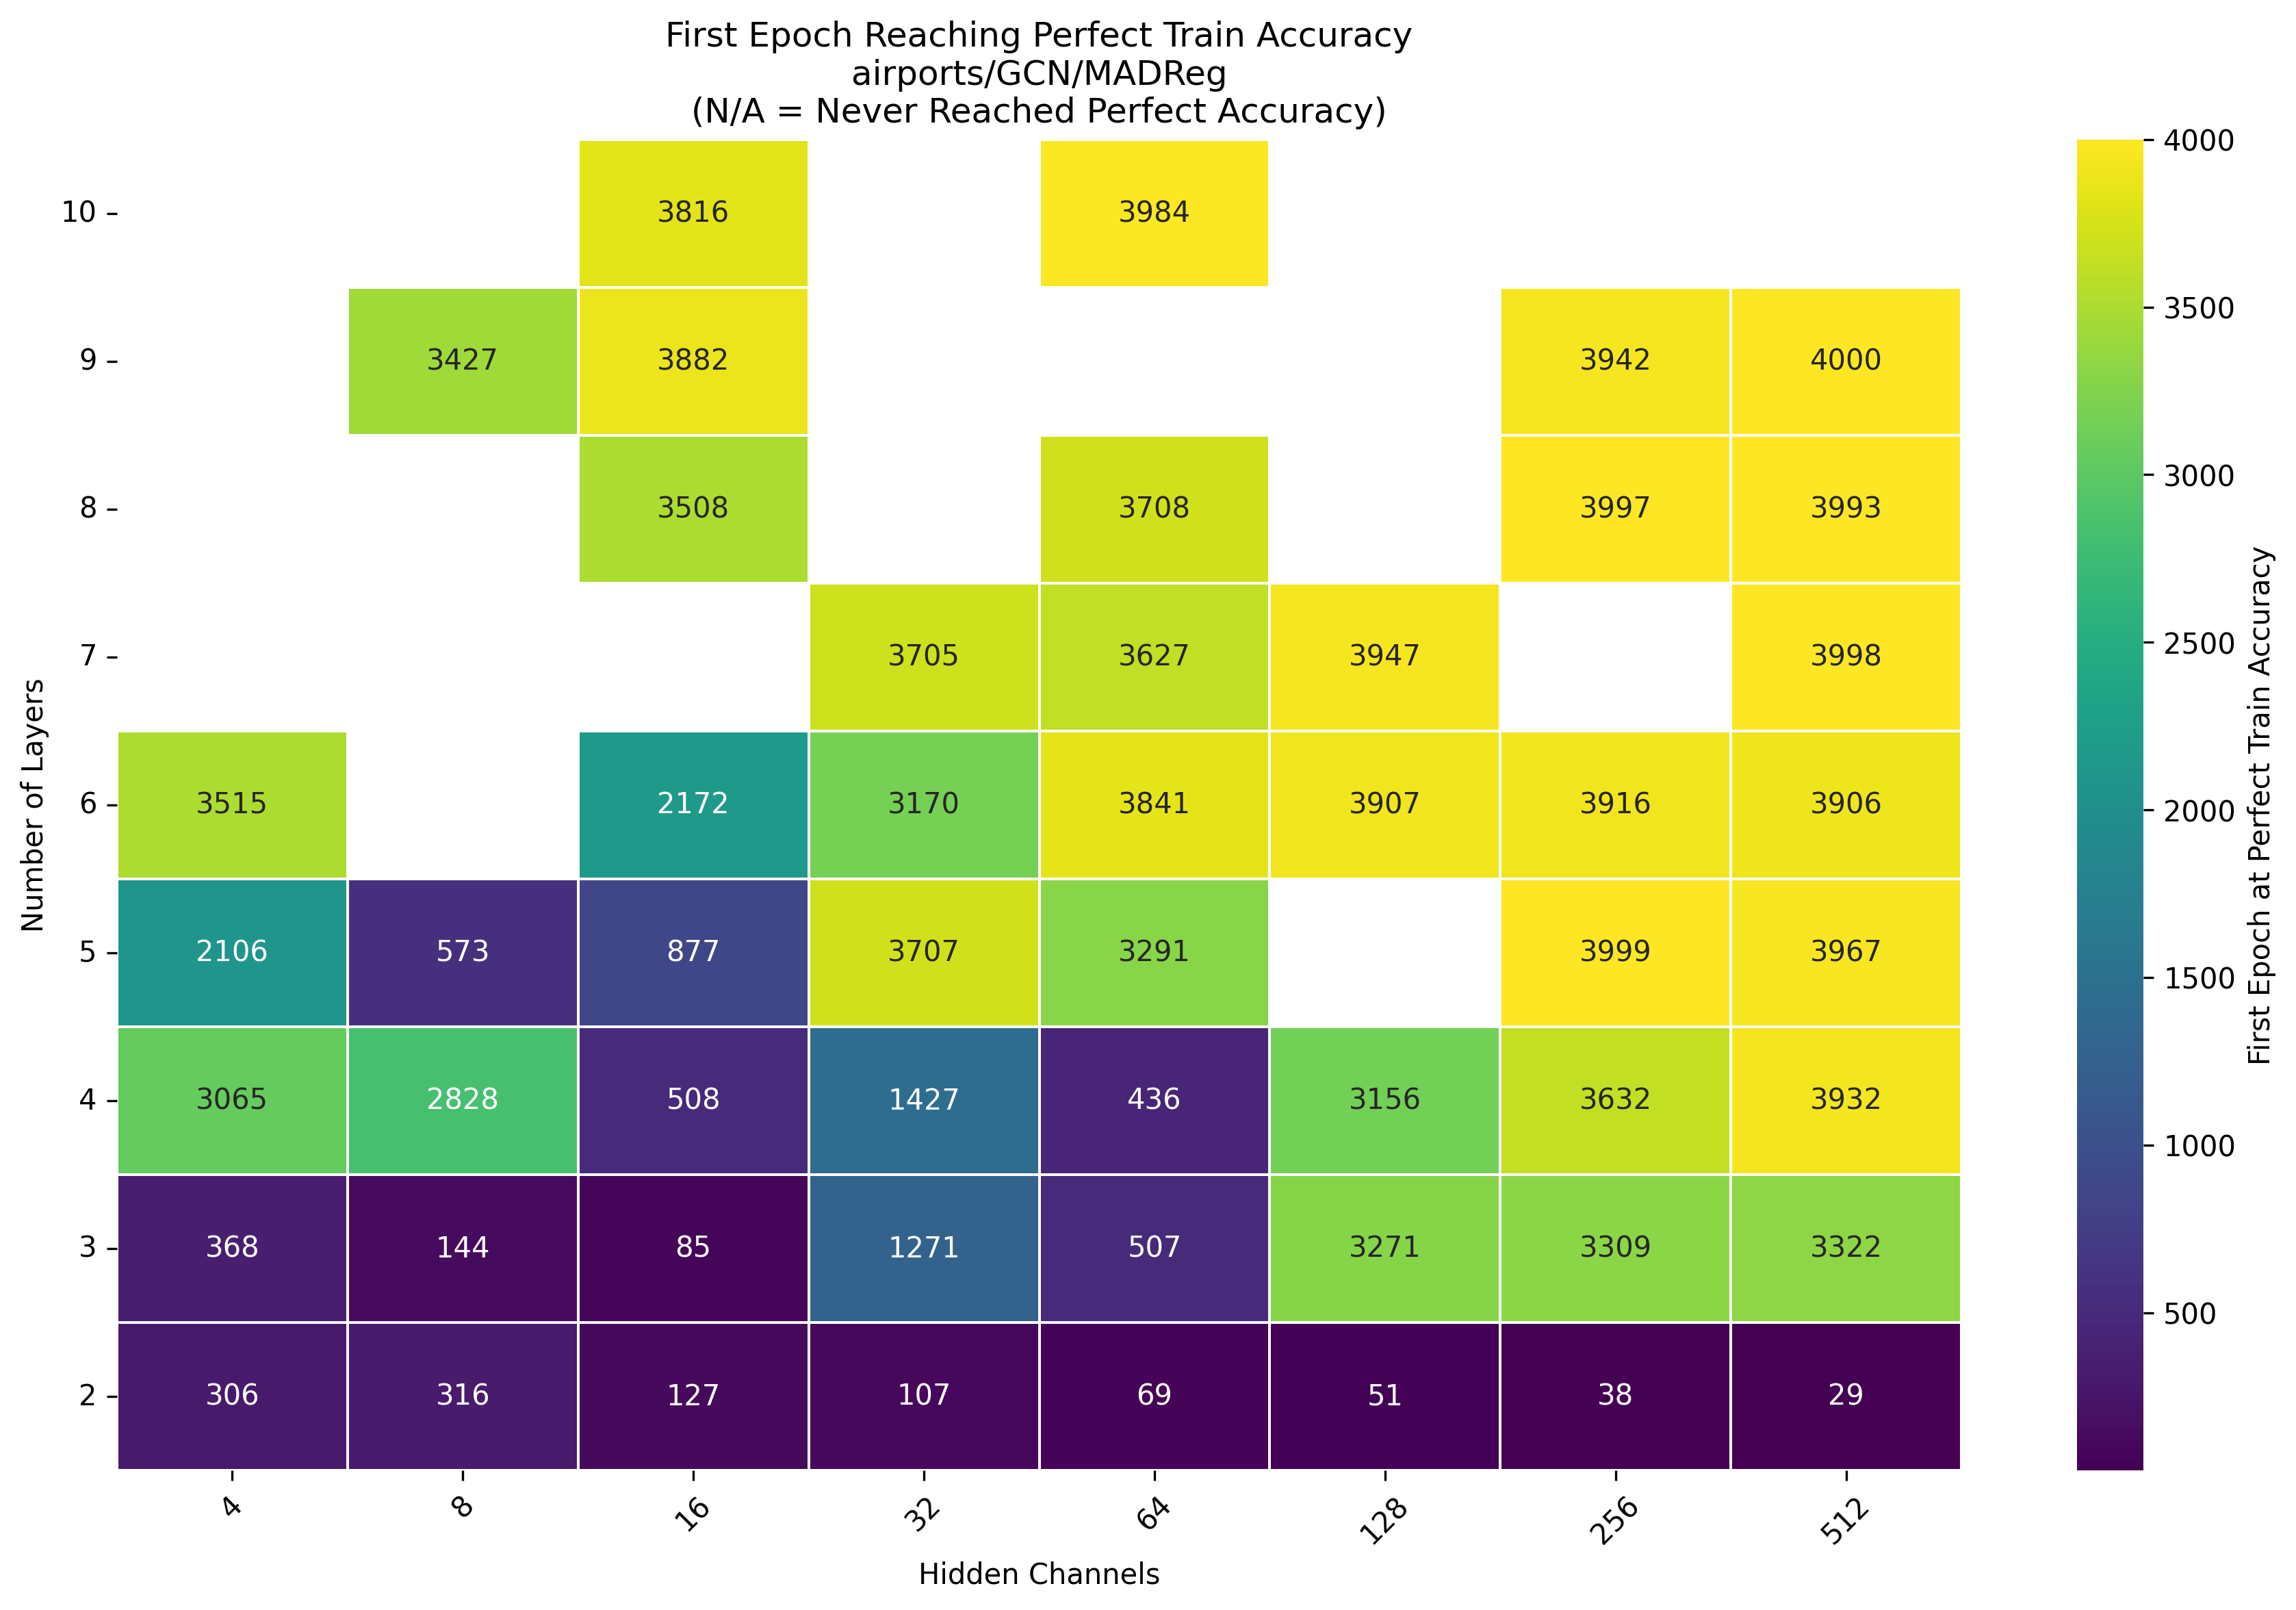 First Epoch Reaching Perfect Train Accuracy
airports/GCN/MADReg
(N/A = Never Reached Perfect Accuracy)
Number of Layers
10 3816 3984
9 3427 3882 3942 4000
8 3508 3708 3997 3993
7 3705 3627 3947 3998
6 3515 2172 3170 3841 3907 3916 3906
5 2106 573 877 3707 3291 3999 3967
4 3065 2828 508 1427 436 3156 3632 3932
3 368 144 85 1271 507 3271 3309 3322
2 306 316 127 107 69 51 38 29
4 8 16 32 64 128 256 512
Hidden Channels
4000
3500
3000
2500
2000
1500
1000
500
First Epoch at Perfect Train Accuracy